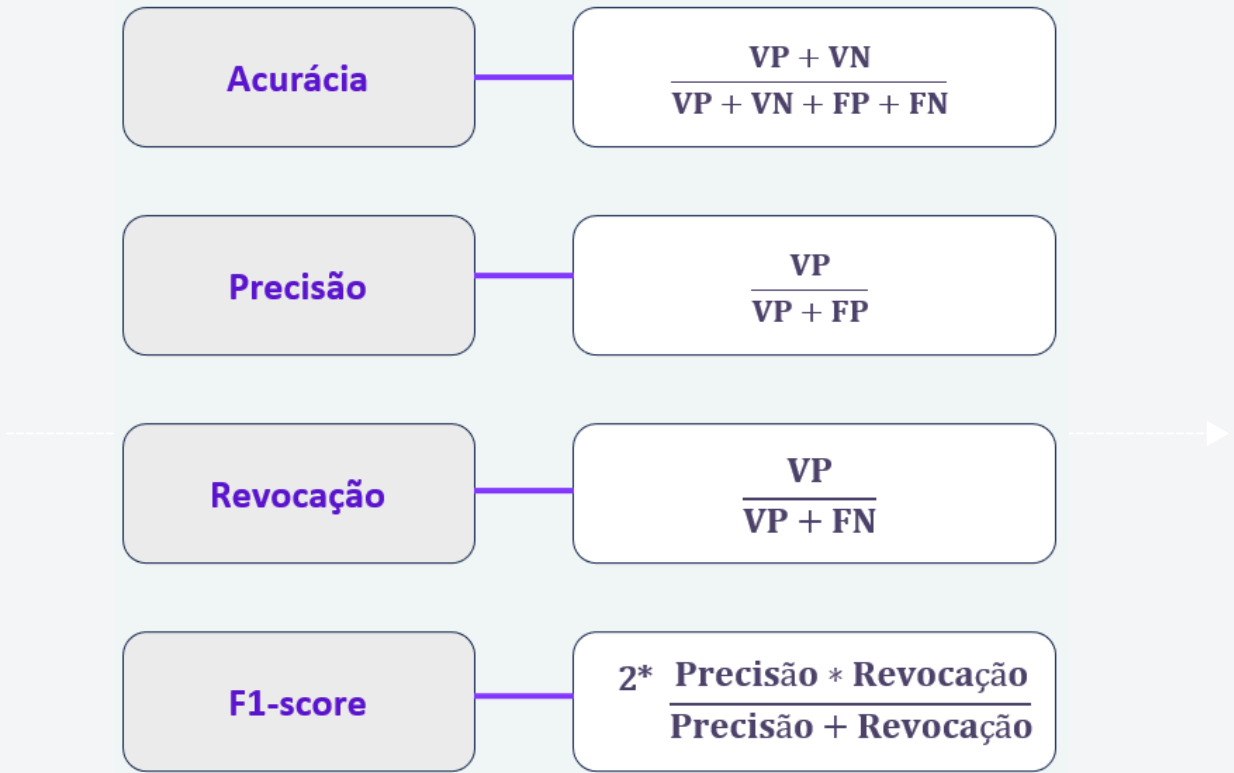 Acurácia
VP + VN
VP + VN + FP + FN
Precisão
VP
VP + FP
Revocação
VP
VP + FN
F1-score
2* Precisão * Revocação
Precisão + Revocação